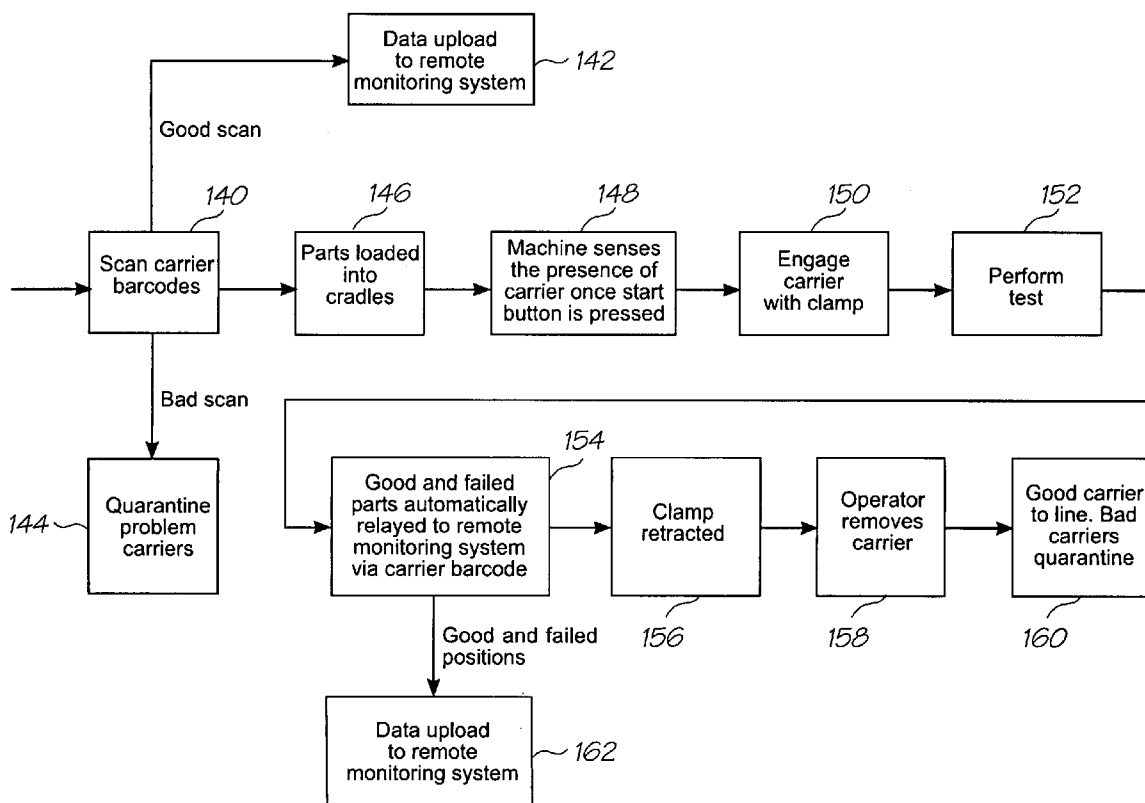 Data upload
to remote
monitoring system
142
Good scan
140
146
148
150
152
Scan carrier
barcodes
Parts loaded
into
cradles
Machine senses
the presence of
carrier once start
button is pressed
Engage
carrier
with clamp
Perform
test
Bad scan
144
Quarantine
problem
carriers
154
Good and failed
parts automatically
relayed to remote
monitoring system
via carrier barcode
Clamp
retracted
Operator
removes
carrier
Good carrier
to line. Bad
carriers
quarantine
156
158
160
Good and failed
positions
Data upload
to remote
monitoring system
162